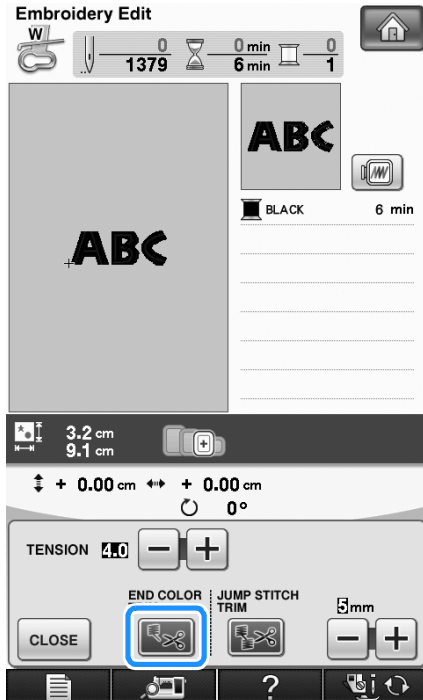 Embroidery Edit
W
0
1379
0 min
6 min
0
1
ABC
BLACK 6 min
ABC
3.2 cm
9.1 cm
+ 0.00 cm + 0.00 cm
0°
TENSION 4.0 − +
END COLOR JUMP STITCH
TRIM
5mm
CLOSE − +
?